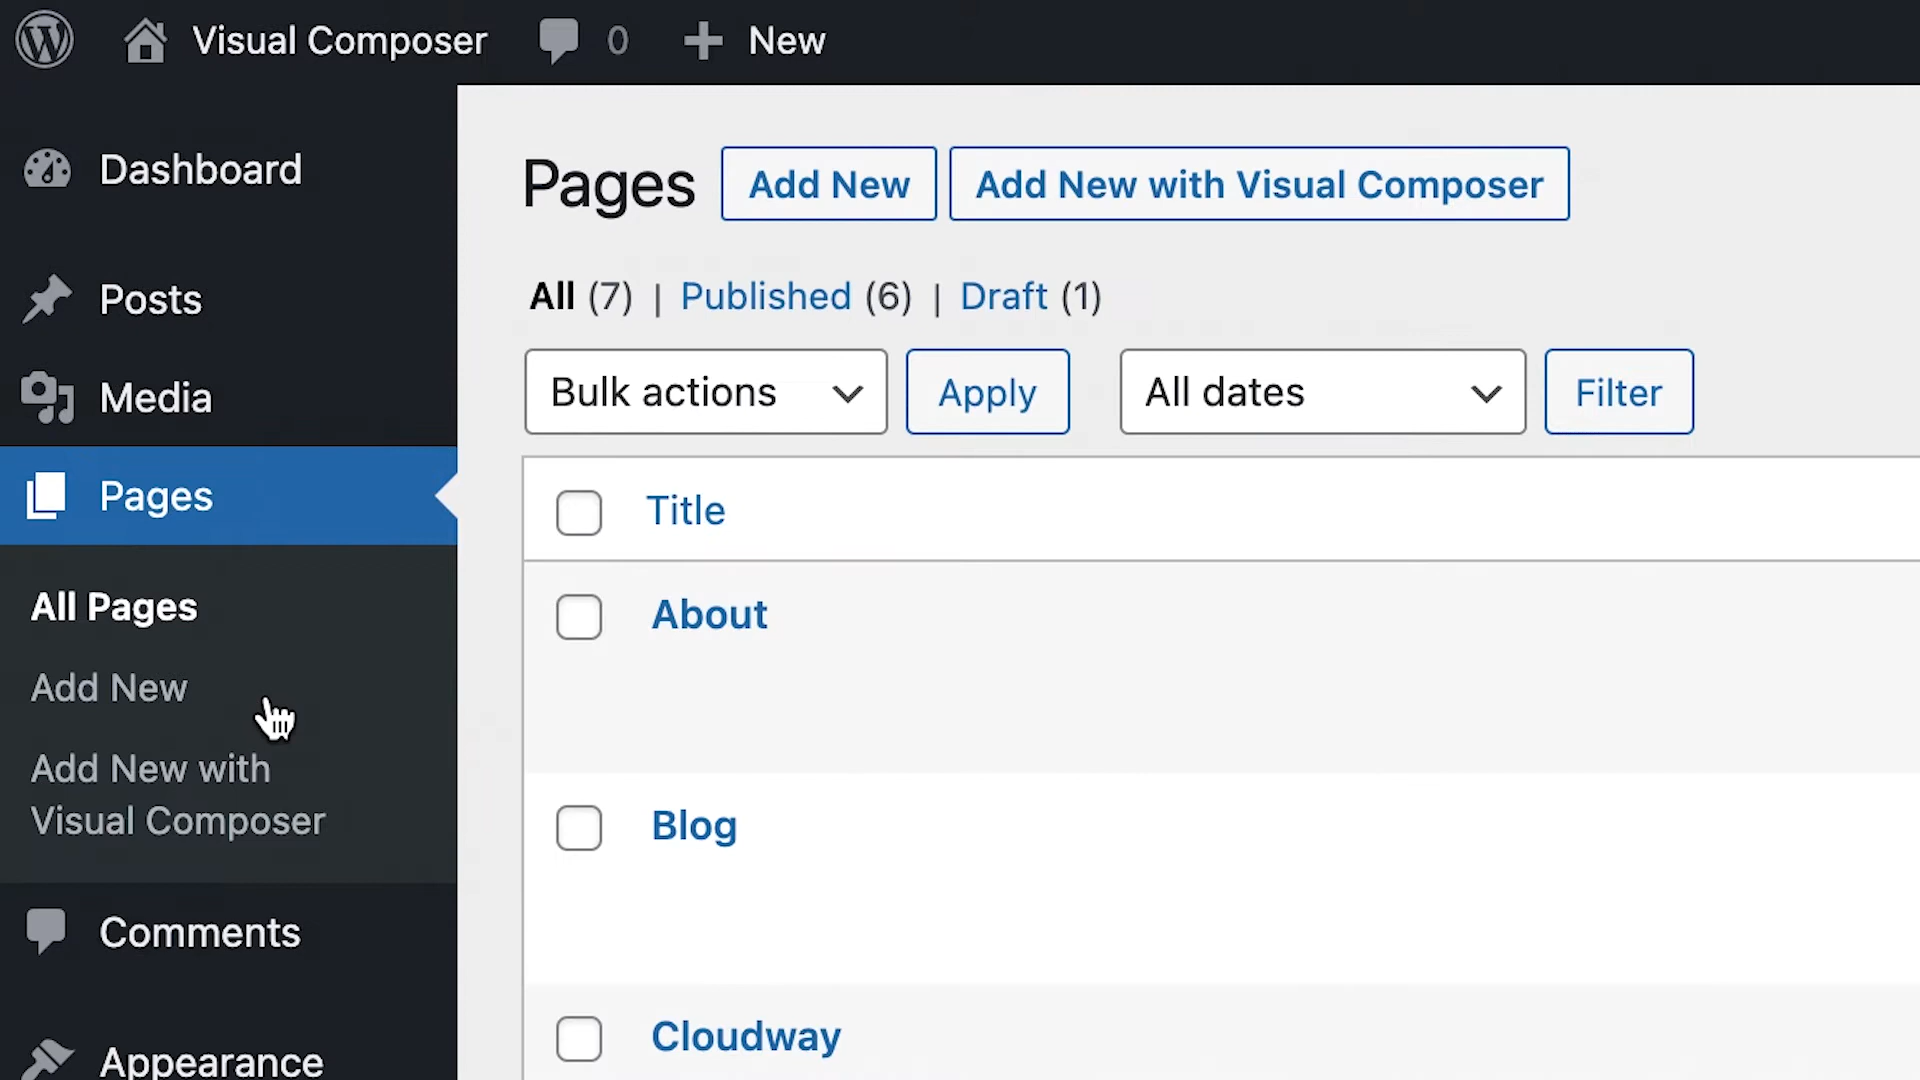 Visual Composer 0 New
Dashboard
Posts
Media
Pages
All Pages
Add New
Add New with
Visual Composer
Comments
Appearance
Pages Add New Add New with Visual Composer
All (7) | Published (6) | Draft (1)
Bulk actions Apply All dates Filter
Title
About
Blog
Cloudway